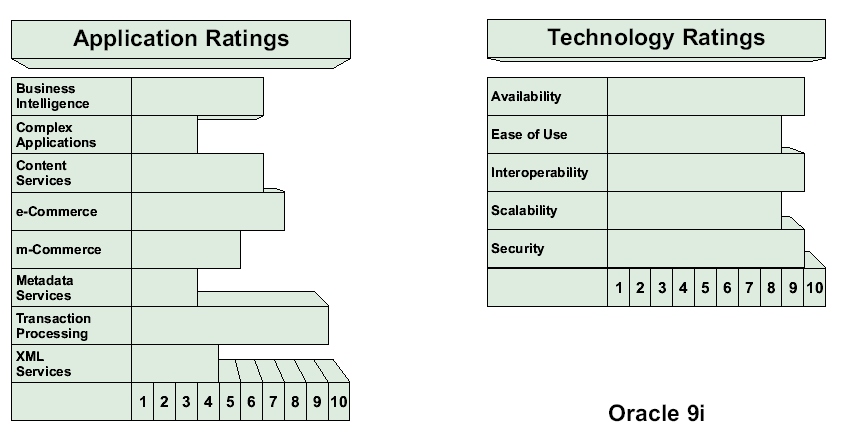 Application Ratings
Business
Intelligence
Complex
Applications
Content
Services
e-Commerce
m-Commerce
Metadata
Services
Transaction
Processing
XML
Services
1 2 3 4 5 6 7 8 9 10
Technology Ratings
Availability
Ease of Use
Interoperability
Scalability
Security
1 2 3 4 5 6 7 8 9 10
Oracle 9i